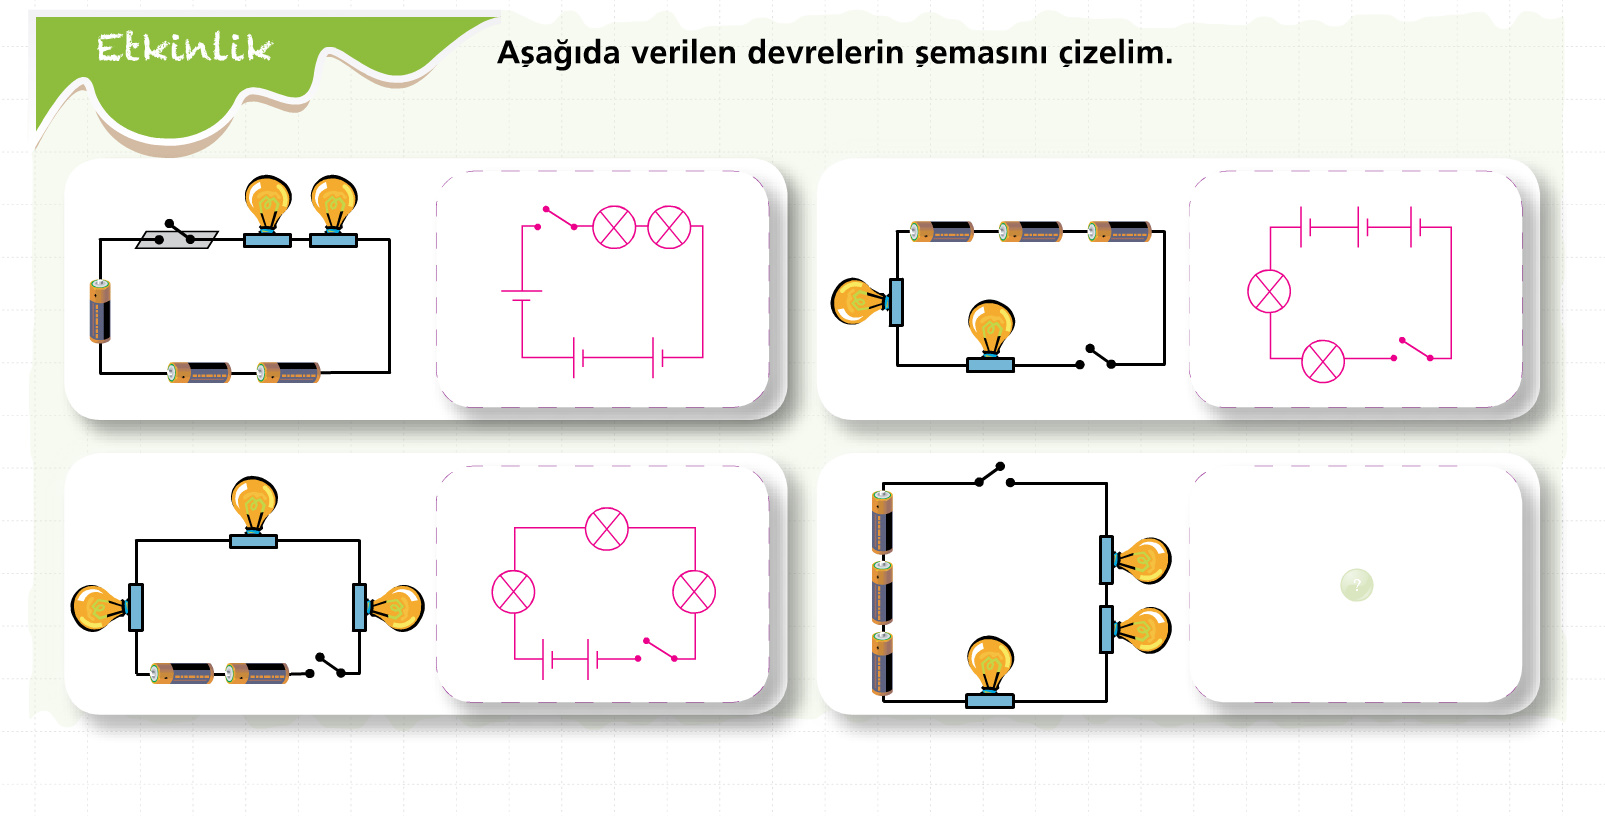 Etkinlik
Aşağıda verilen devrelerin şemasını çizelim.
?